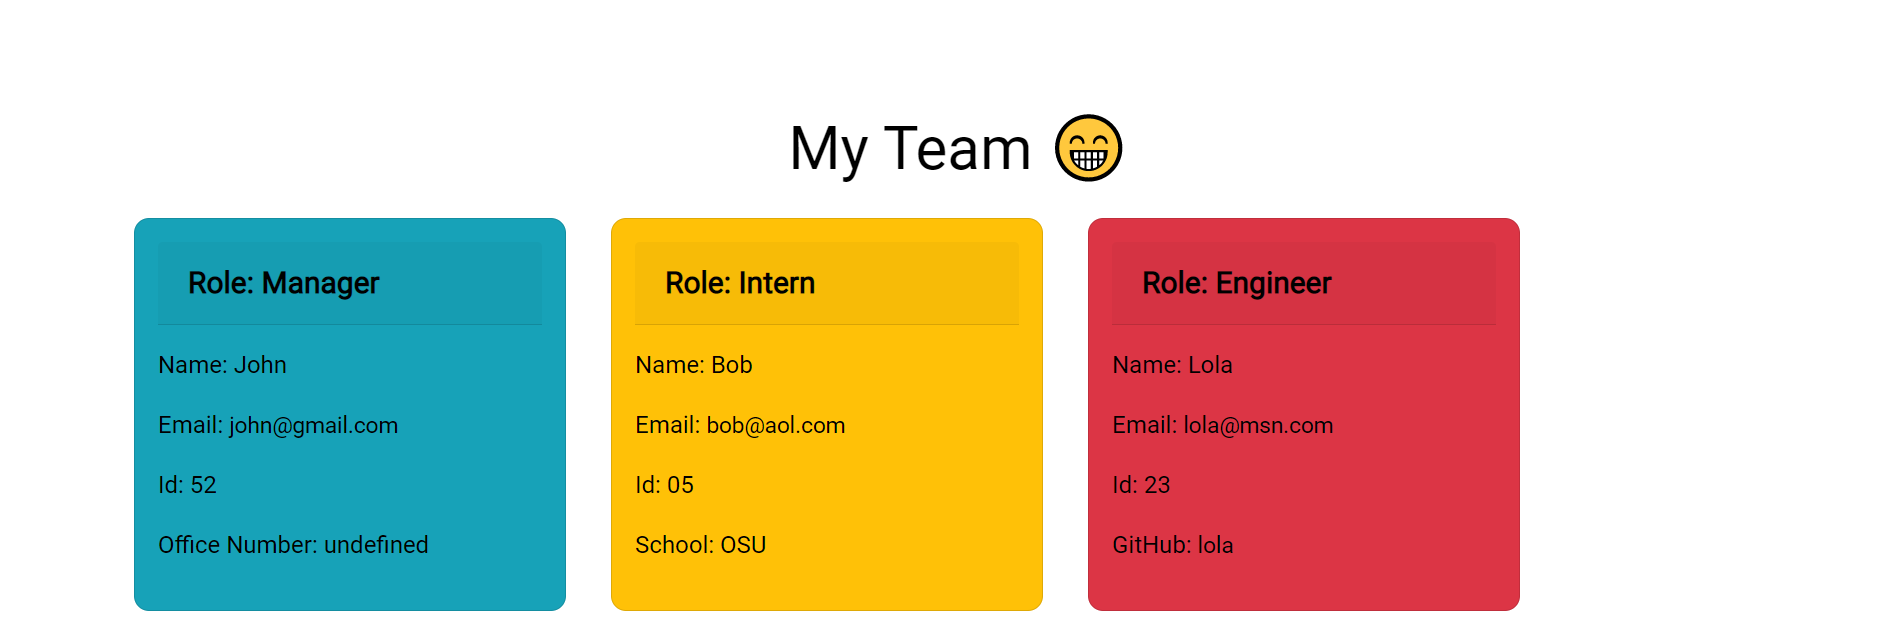 My Team 😁
Role: Manager
Name: John
Email: john@gmail.com
Id: 52
Office Number: undefined
Role: Intern
Name: Bob
Email: bob@aol.com
Id: 05
School: OSU
Role: Engineer
Name: Lola
Email: lola@msn.com
Id: 23
GitHub: lola